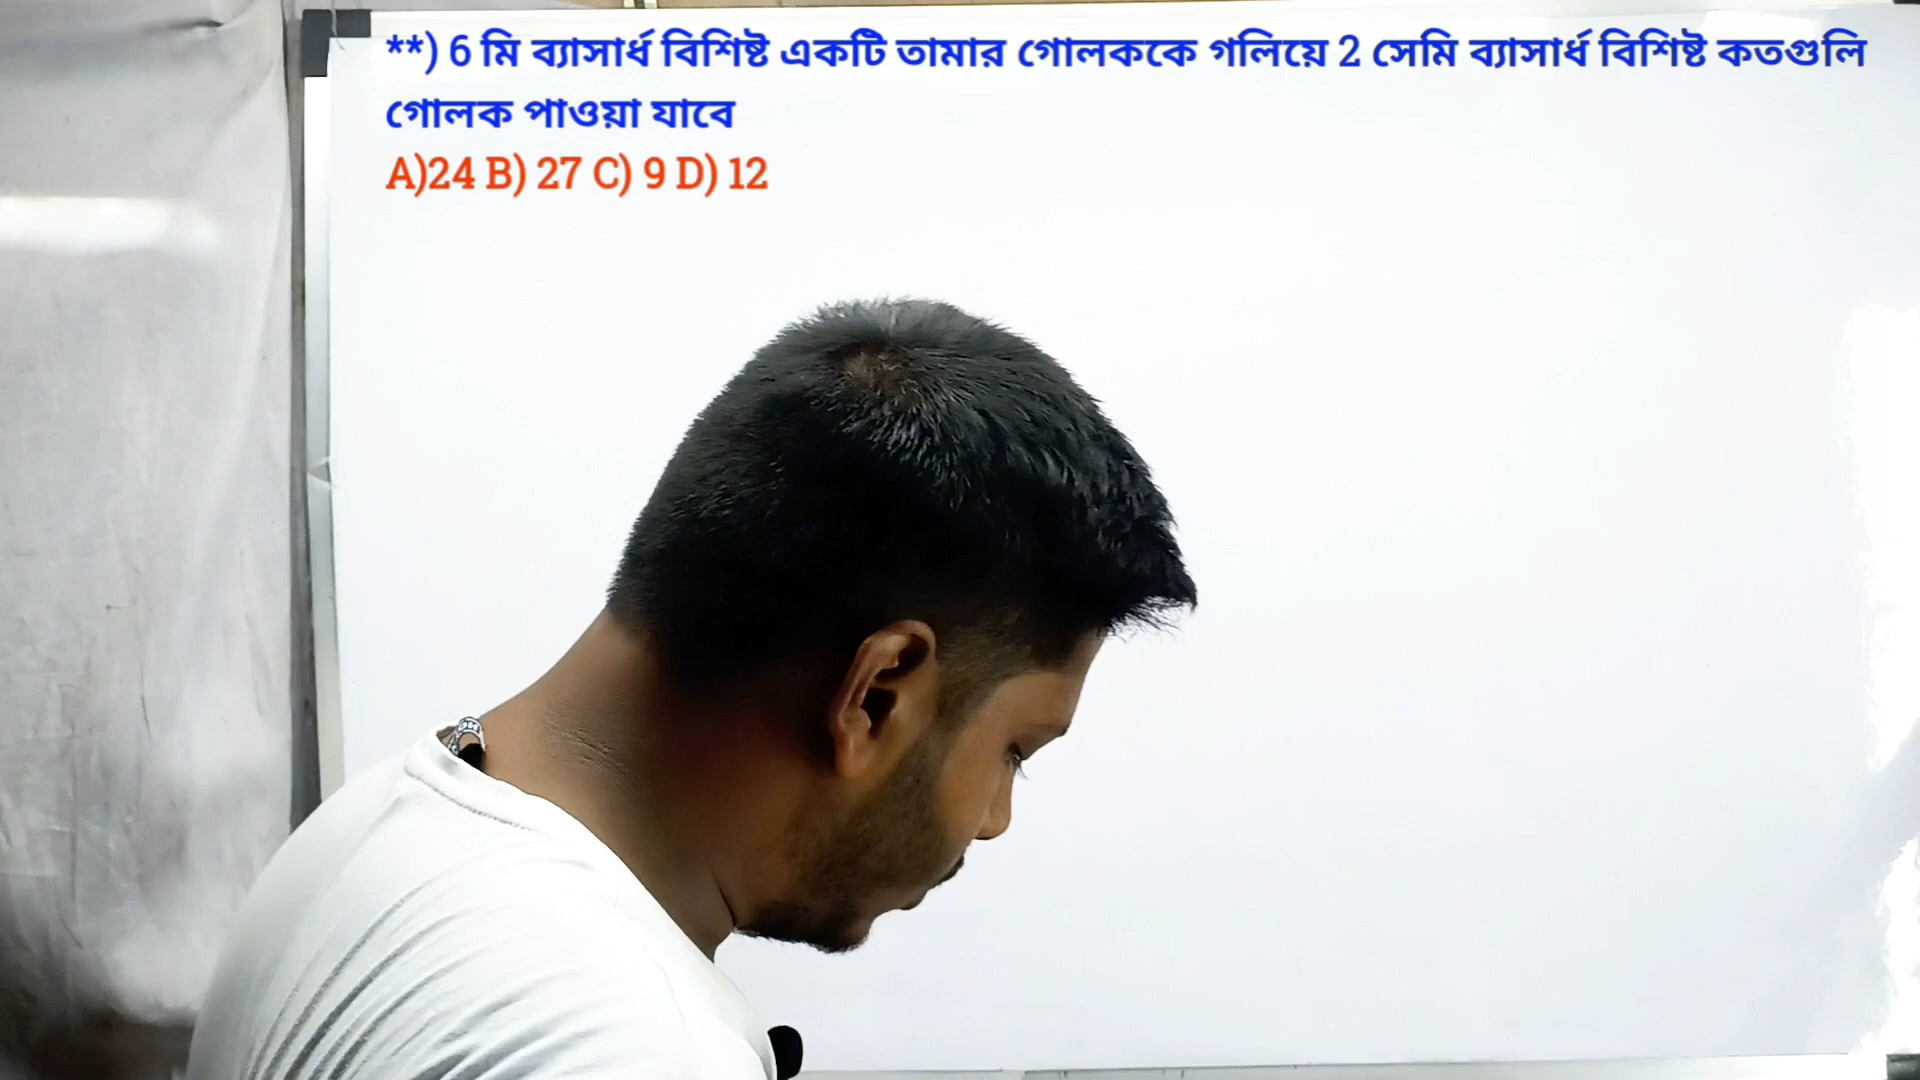 **) 6 মি ব্যাসার্ধ বিশিষ্ট একটি তামার গোলককে গলিয়ে 2 সেমি ব্যাসার্ধ বিশিষ্ট কতগুলি
গোলক পাওয়া যাবে
A)24 B) 27 C) 9 D) 12